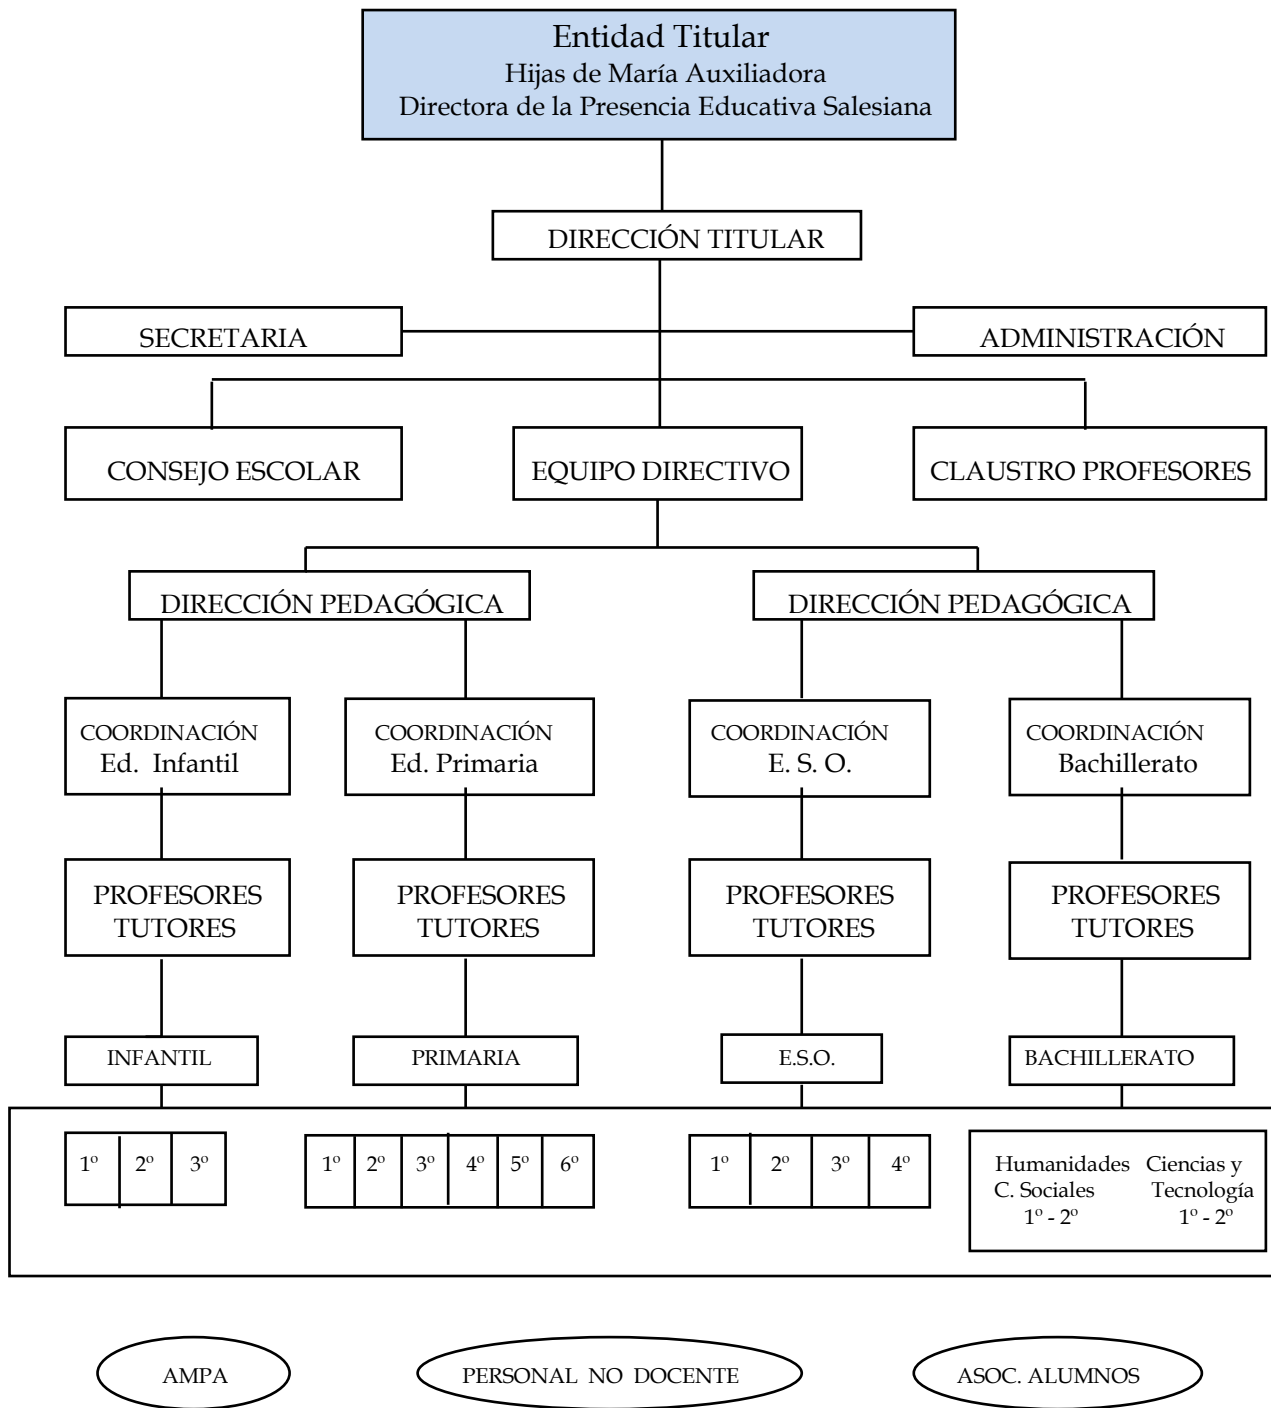 Entidad Titular
Hijas de María Auxiliadora
Directora de la Presencia Educativa Salesiana
DIRECCIÓN TITULAR
SECRETARIA
ADMINISTRACIÓN
CONSEJO ESCOLAR
EQUIPO DIRECTIVO
CLAUSTRO PROFESORES
DIRECCIÓN PEDAGÓGICA
DIRECCIÓN PEDAGÓGICA
COORDINACIÓN
Ed. Infantil
COORDINACIÓN
Ed. Primaria
COORDINACIÓN
E. S. O.
COORDINACIÓN
Bachillerato
PROFESORES
TUTORES
PROFESORES
TUTORES
PROFESORES
TUTORES
PROFESORES
TUTORES
INFANTIL
PRIMARIA
E.S.O.
BACHILLERATO
1º 2º 3º
1º 2º 3º 4º 5º 6º
1º 2º 3º 4º
Humanidades Ciencias y
C. Sociales Tecnología
1º - 2º 1º - 2º
AMPA
PERSONAL NO DOCENTE
ASOC. ALUMNOS